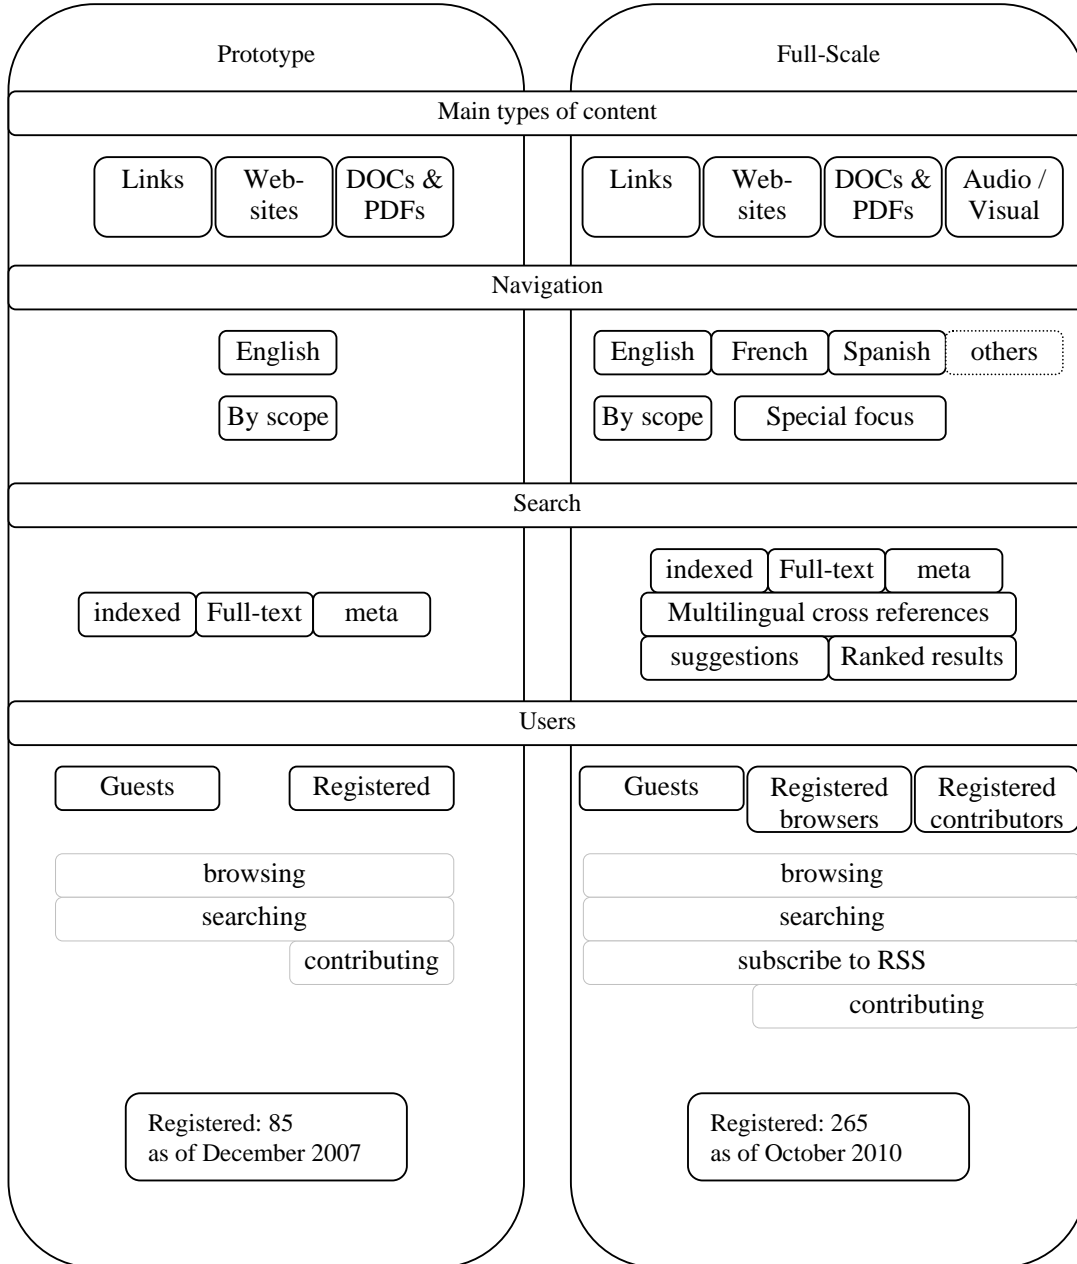 Prototype
Full-Scale
Main types of content
Links
Web-
sites
DOCs &
PDFs
Links
Web-
sites
DOCs &
PDFs
Audio /
Visual
Navigation
English
By scope
English
French
Spanish
others
By scope
Special focus
Search
indexed
Full-text
meta
indexed
Full-text
meta
Multilingual cross references
suggestions
Ranked results
Users
Guests
Registered
browsing
searching
contributing
Guests
Registered
browsers
Registered
contributors
browsing
searching
subscribe to RSS
contributing
Registered: 85
as of December 2007
Registered: 265
as of October 2010